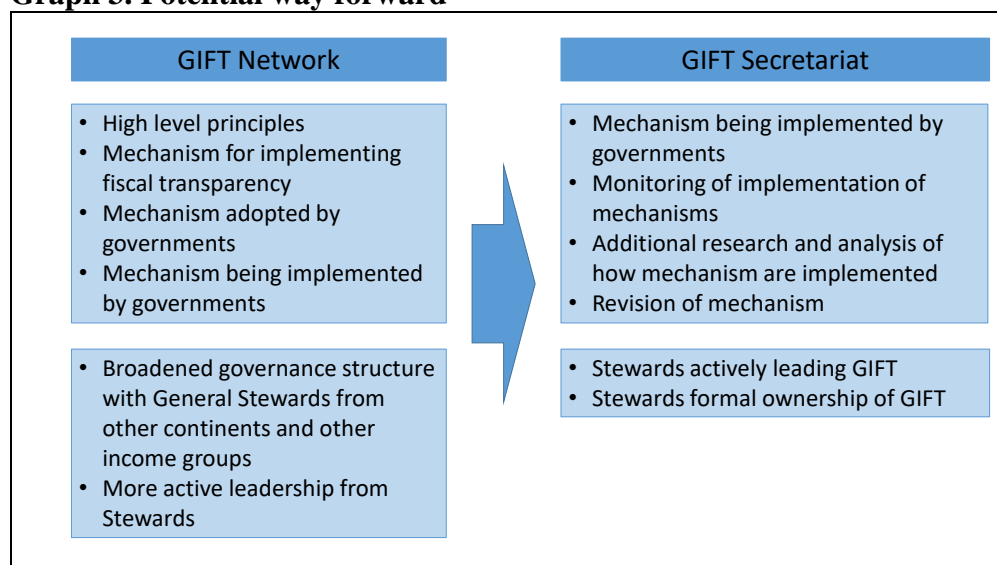 Graph 3. Potential way forward
GIFT Network
• High level principles
• Mechanism for implementing
fiscal transparency
• Mechanism adopted by
governments
• Mechanism being implemented
by governments
• Broadened governance structure
with General Stewards from
other continents and other
income groups
• More active leadership from
Stewards
GIFT Secretariat
• Mechanism being implemented by
governments
• Monitoring of implementation of
mechanisms
• Additional research and analysis of
how mechanism are implemented
• Revision of mechanism
• Stewards actively leading GIFT
• Stewards formal ownership of GIFT